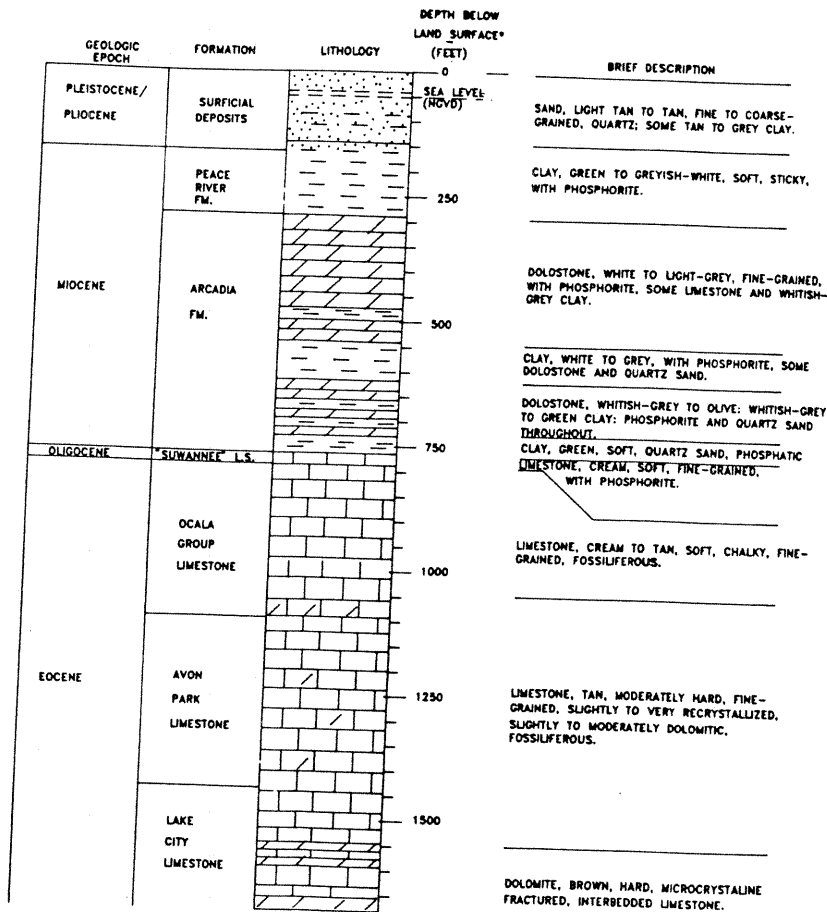 DEPTH BELOW
LAND SURFACE*
(FEET)
GEOLOGIC
EPOCH
FORMATION
LITHOLOGY
BRIEF DESCRIPTION
0
PLEISTOCENE/
PLIOCENE
SURFICIAL
DEPOSITS
SEA LEVEL
(NGVD)
SAND, LIGHT TAN TO TAN, FINE TO COARSE-
GRAINED, QUARTZ; SOME TAN TO GREY CLAY.
PEACE
RIVER
FM.
250
CLAY, GREEN TO GREYISH-WHITE, SOFT, STICKY,
WITH PHOSPHORITE.
MIOCENE
ARCADIA
FM.
DOLOSTONE, WHITE TO LIGHT-GREY, FINE-GRAINED,
WITH PHOSPHORITE, SOME LIMESTONE AND WHITISH-
GREY CLAY.
500
CLAY, WHITE TO GREY, WITH PHOSPHORITE, SOME
DOLOSTONE AND QUARTZ SAND.
DOLOSTONE, WHITISH-GREY TO OLIVE: WHITISH-GREY
TO GREEN CLAY: PHOSPHORITE AND QUARTZ SAND
THROUGHOUT.
750
OLIGOCENE
"SUWANNEE" L.S.
CLAY, GREEN, SOFT, QUARTZ SAND, PHOSPHATIC
LIMESTONE, CREAM, SOFT, FINE-GRAINED,
WITH PHOSPHORITE.
OCALA
GROUP
LIMESTONE
1000
LIMESTONE, CREAM TO TAN, SOFT, CHALKY, FINE-
GRAINED, FOSSILIFEROUS.
EOCENE
AVON
PARK
LIMESTONE
1250
LIMESTONE, TAN, MODERATELY HARD, FINE-
GRAINED, SLIGHTLY TO VERY RECRYSTALLIZED,
SLIGHTLY TO MODERATELY DOLOMITIC,
FOSSILIFEROUS.
LAKE
CITY
LIMESTONE
1500
DOLOMITE, BROWN, HARD, MICROCRYSTALINE
FRACTURED, INTERBEDDED LIMESTONE.